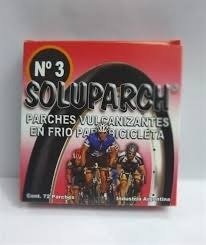 Nº 3
SOLUPARCH
PARCHES VULCANIZANTES
EN FRIO PARA BICICLETA
Cont. 72 Parches
Industria Argentina